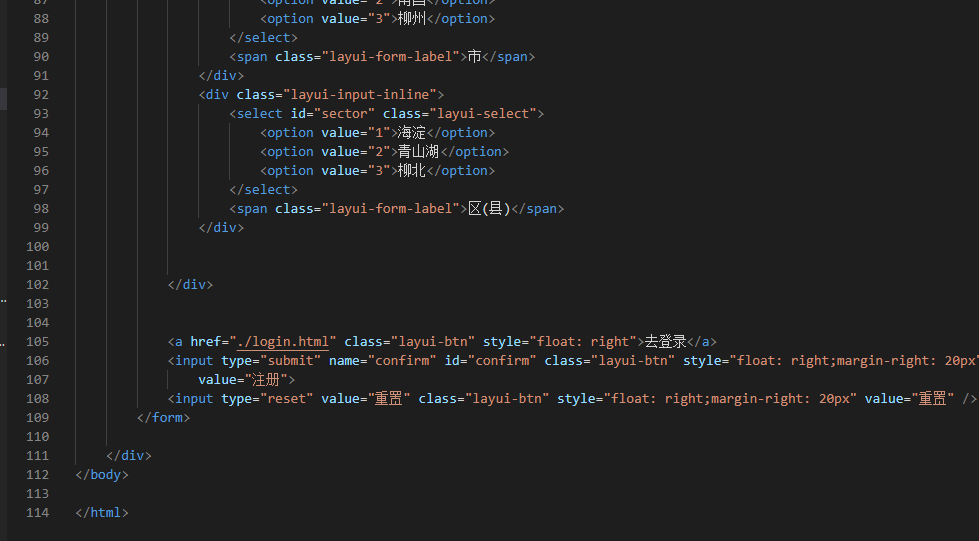 87 <option value="2">南昌</option>
88 <option value="3">柳州</option>
89 </select>
90 <span class="layui-form-label">市</span>
91 </div>
92 <div class="layui-input-inline">
93 <select id="sector" class="layui-select">
94 <option value="1">海淀</option>
95 <option value="2">青山湖</option>
96 <option value="3">柳北</option>
97 </select>
98 <span class="layui-form-label">区(县)</span>
99 </div>
100
101
102 </div>
103
104
105 <a href="./login.html" class="layui-btn" style="float: right">去登录</a>
106 <input type="submit" name="confirm" id="confirm" class="layui-btn" style="float: right;margin-right: 20px"
107 value="注册">
108 <input type="reset" value="重置" class="layui-btn" style="float: right;margin-right: 20px" value="重置" />
109 </form>
110
111 </div>
112 </body>
113
114 </html>